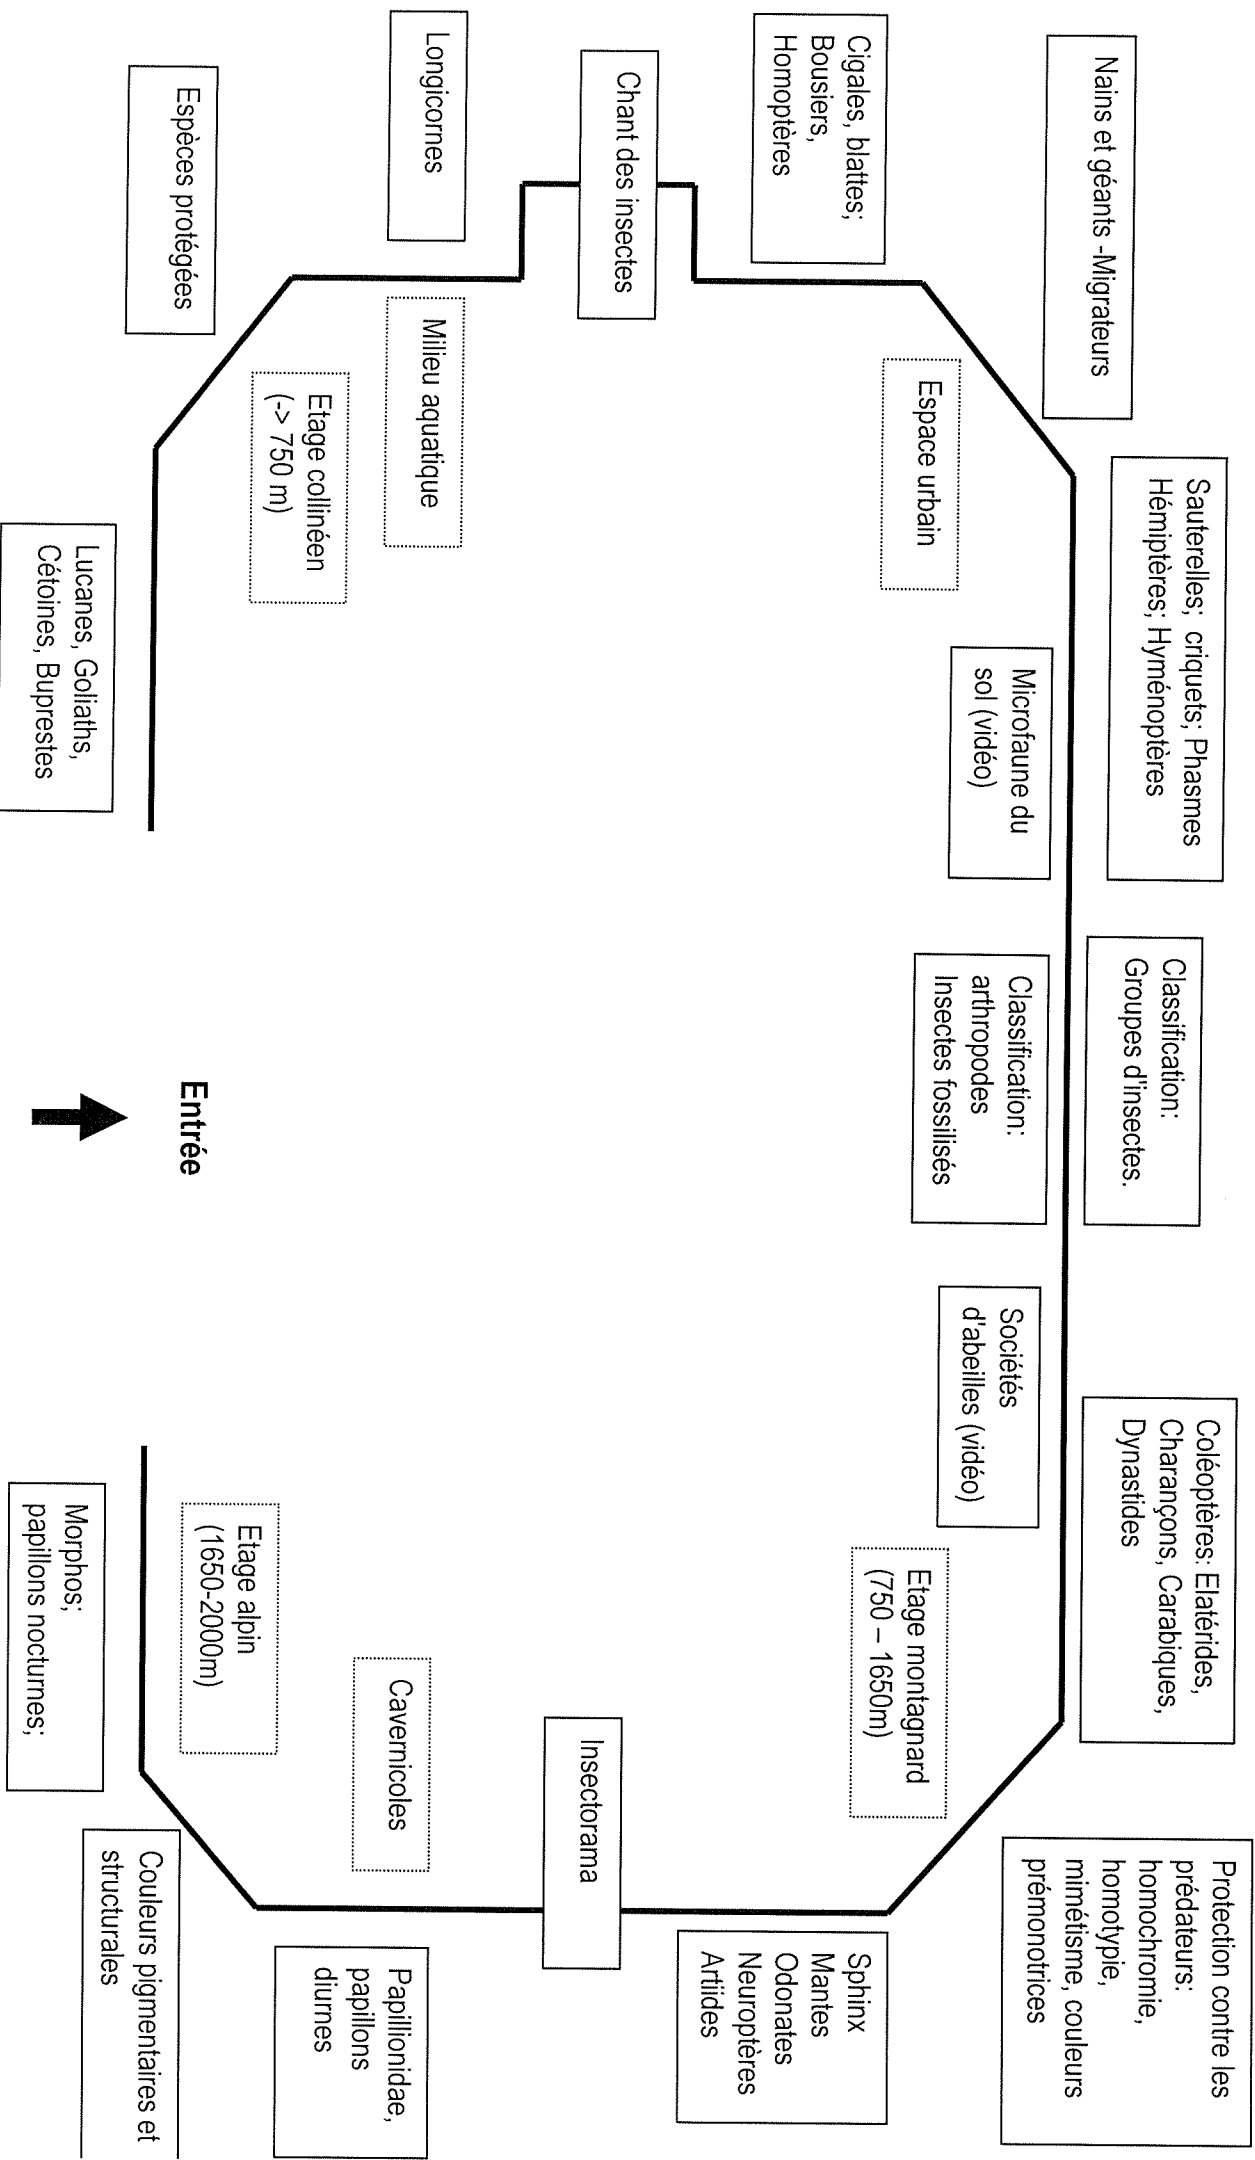 Nains et géants -Migrateurs
Sauterelles;  criquets; Phasmes
Hémiptères; Hyménoptères
Classification:
Groupes d'insectes.
Coléoptères: Elatérides,
Charançons, Carabiques,
Dynastides
Protection contre les
prédateurs:
homochromie,
homotypie,
mimétisme, couleurs
prémonotrices
Cigales, blattes;
Bousiers,
Homoptères
Espace urbain
Microfaune du
sol (vidéo)
Classification:
arthropodes
Insectes fossilisés
Sociétés
d'abeilles (vidéo)
Etage montagnard
(750 – 1650m)
Sphinx
Mantes
Odonates
Neuroptères
Artiides
Chant des insectes
Insectorama
Longicornes
Milieu aquatique
Cavernicoles
Papillionidae,
papillons
diurnes
Espèces protégées
Etage collinéen
(-> 750 m)
Entrée
Etage alpin
(1650-2000m)
Couleurs pigmentaires et
structurales
Lucanes, Goliaths,
Cétoines, Buprestes
Morphos;
papillons nocturnes;